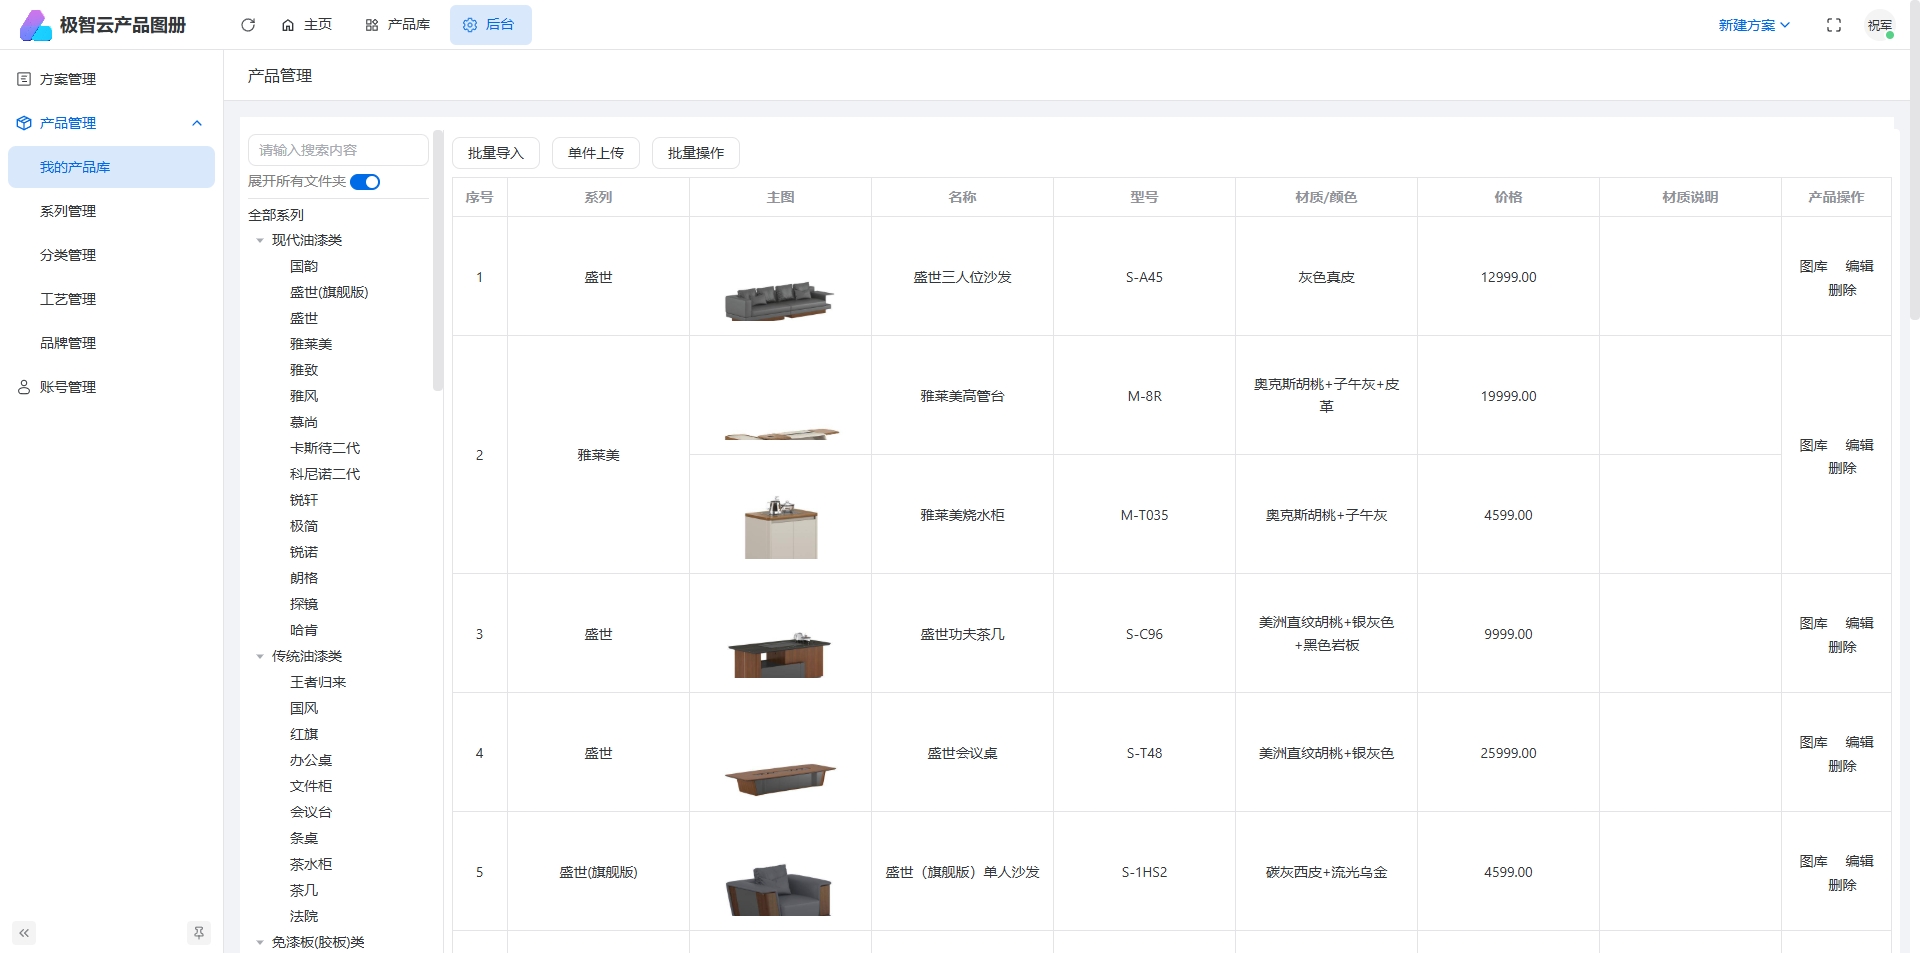 极智云产品图册
主页
产品库
后台
新建方案
祝军
方案管理
产品管理
我的产品库
系列管理
分类管理
工艺管理
品牌管理
账号管理
产品管理
请输入搜索内容
展开所有文件夹
全部系列
现代油漆类
国韵
盛世(旗舰版)
盛世
雅莱美
雅致
雅风
慕尚
卡斯待二代
科尼诺二代
锐轩
极简
锐诺
朗格
探镜
哈肯
传统油漆类
王者归来
国风
红旗
办公桌
文件柜
会议台
条桌
茶水柜
茶几
法院
免漆板(胶板)类
批量导入 单件上传 批量操作
序号 系列 主图 名称 型号 材质/颜色 价格 材质说明 产品操作
1 盛世 盛世三人位沙发 S-A45 灰色真皮 12999.00 图库 编辑
删除
2 雅莱美 雅莱美高管台 M-8R 奥克斯胡桃+子午灰+皮
革
19999.00 图库 编辑
删除
雅莱美烧水柜 M-T035 奥克斯胡桃+子午灰 4599.00
3 盛世 盛世功夫茶几 S-C96 美洲直纹胡桃+银灰色
+黑色岩板
9999.00 图库 编辑
删除
4 盛世 盛世会议桌 S-T48 美洲直纹胡桃+银灰色 25999.00 图库 编辑
删除
5 盛世(旗舰版) 盛世（旗舰版）单人沙发 S-1HS2 碳灰西皮+流光乌金 4599.00 图库 编辑
删除